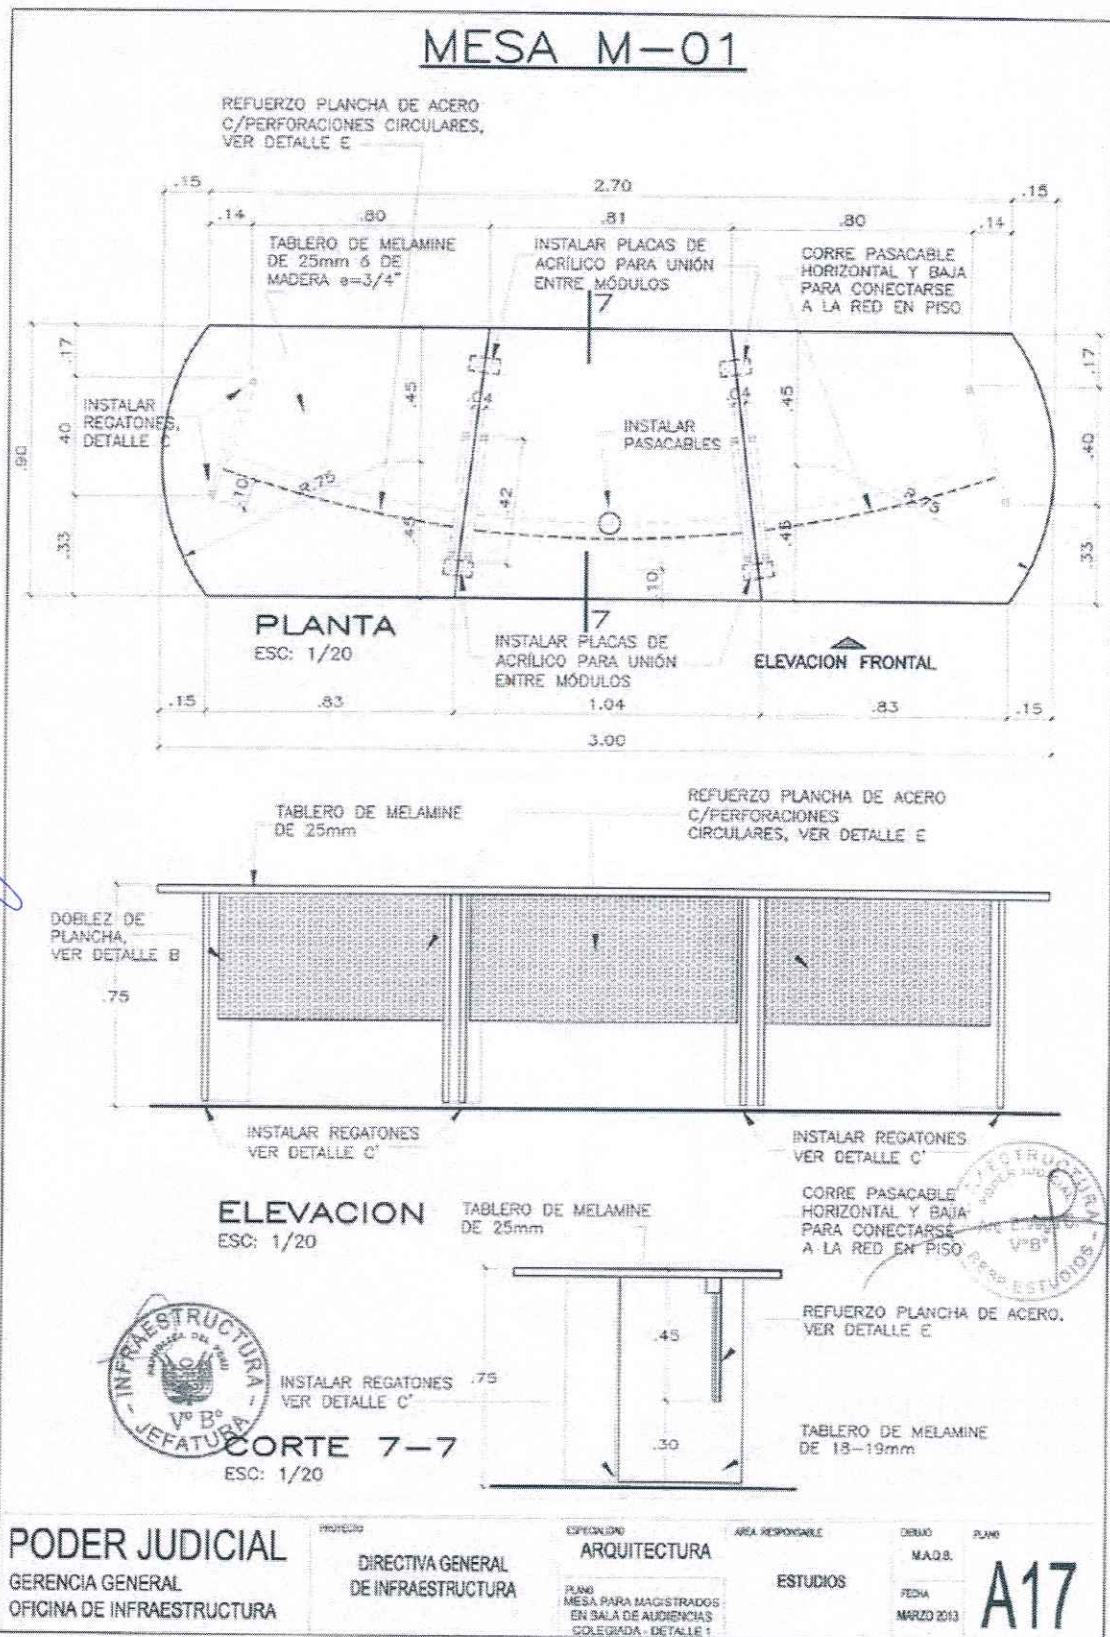 MESA M-01
REFUERZO PLANCHA DE ACERO
C/PERFORACIONES CIRCULARES,
VER DETALLE E
.15
2.70
.15
.14
.80
.81
.80
.14
TABLERO DE MELAMINE
DE 25mm ó DE
MADERA e=3/4"
INSTALAR PLACAS DE
ACRÍLICO PARA UNIÓN
ENTRE MÓDULOS
CORRE PASACABLE
HORIZONTAL Y BAJA
PARA CONECTARSE
A LA RED EN PISO
7
.17
.17
.45
.04
.04
.45
INSTALAR
REGATONES,
DETALLE C
.40
.90
INSTALAR
PASACABLES
.40
.90
.10
R.75
.42
R.75
.45
.45
.33
.10
.33
7
PLANTA
ESC: 1/20
INSTALAR PLACAS DE
ACRÍLICO PARA UNIÓN
ENTRE MÓDULOS
ELEVACION FRONTAL
.15
.83
1.04
.83
.15
3.00
TABLERO DE MELAMINE
DE 25mm
REFUERZO PLANCHA DE ACERO
C/PERFORACIONES
CIRCULARES, VER DETALLE E
DOBLEZ DE
PLANCHA,
VER DETALLE B
.75
INSTALAR REGATONES
VER DETALLE C'
INSTALAR REGATONES
VER DETALLE C'
ELEVACION
ESC: 1/20
TABLERO DE MELAMINE
DE 25mm
CORRE PASACABLE
HORIZONTAL Y BAJA
PARA CONECTARSE
A LA RED EN PISO
PODER JUDICIAL
VºBº
RESP ESTUDIOS
REFUERZO PLANCHA DE ACERO,
VER DETALLE E
.45
.75
INFRAESTRUCTURA
REPUBLICA DEL PERU
Vº Bº
JEFATURA
INSTALAR REGATONES
VER DETALLE C'
.30
TABLERO DE MELAMINE
DE 18-19mm
CORTE 7-7
ESC: 1/20
PODER JUDICIAL
GERENCIA GENERAL
OFICINA DE INFRAESTRUCTURA
PROYECTO
DIRECTIVA GENERAL
DE INFRAESTRUCTURA
ESPECIALIDAD
ARQUITECTURA
PLANO
MESA PARA MAGISTRADOS
EN SALA DE AUDIENCIAS
COLEGIADA - DETALLE 1
AREA RESPONSABLE
ESTUDIOS
DIBUJO
M.A.Q.B.
FECHA
MARZO 2013
PLANO
A17